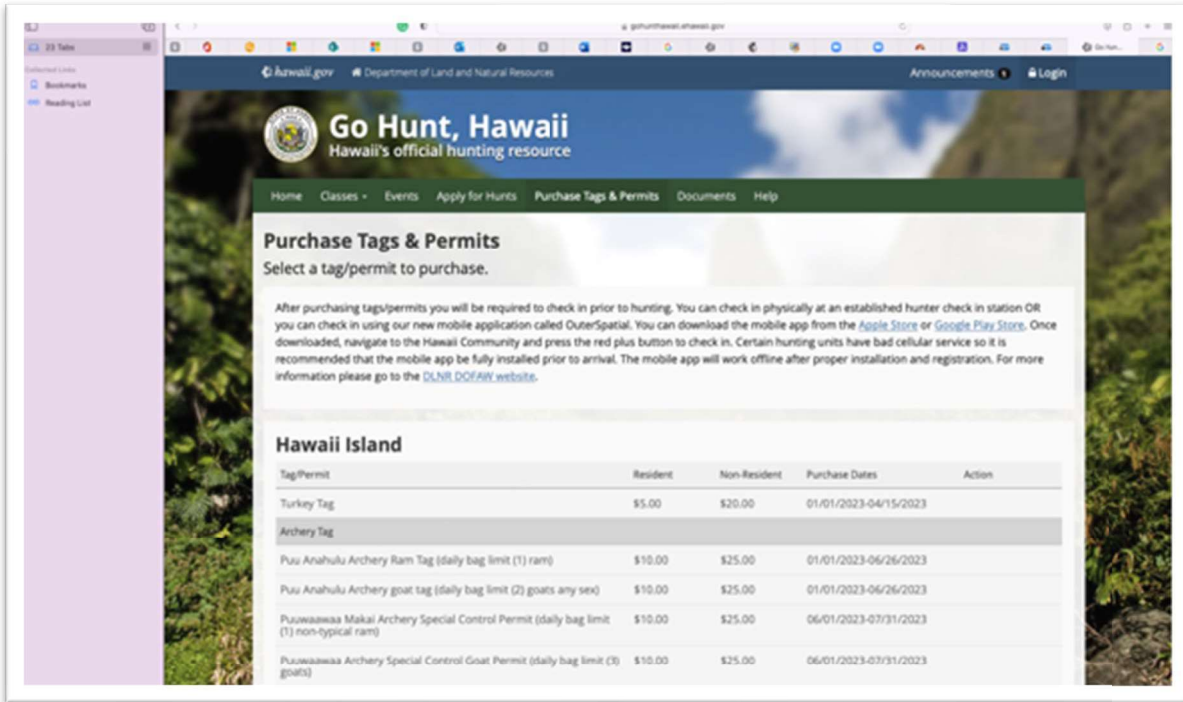 gohunthawaii.ehawaii.gov
23 Tabs
Go Hun...
Collected Links
Bookmarks
Reading List
hawaii.gov Department of Land and Natural Resources Announcements Login
Go Hunt, Hawaii
Hawaii's official hunting resource
Home Classes Events Apply for Hunts Purchase Tags & Permits Documents Help
Purchase Tags & Permits
Select a tag/permit to purchase.
After purchasing tags/permits you will be required to check in prior to hunting. You can check in physically at an established hunter check in station OR
you can check in using our new mobile application called OuterSpatial. You can download the mobile app from the Apple Store or Google Play Store. Once
downloaded, navigate to the Hawaii Community and press the red plus button to check in. Certain hunting units have bad cellular service so it is
recommended that the mobile app be fully installed prior to arrival. The mobile app will work offline after proper installation and registration. For more
information please go to the DLNR DOFAW website.
Hawaii Island
Tag/Permit Resident Non-Resident Purchase Dates Action
Turkey Tag $5.00 $20.00 01/01/2023-04/15/2023
Archery Tag
Puu Anahulu Archery Ram Tag (daily bag limit (1) ram) $10.00 $25.00 01/01/2023-06/26/2023
Puu Anahulu Archery goat tag (daily bag limit (2) goats any sex) $10.00 $25.00 01/01/2023-06/26/2023
Puuwaawaa Makai Archery Special Control Permit (daily bag limit $10.00 $25.00 06/01/2023-07/31/2023
(1) non-typical ram)
Puuwaawaa Archery Special Control Goat Permit (daily bag limit (3) $10.00 $25.00 06/01/2023-07/31/2023
goats)